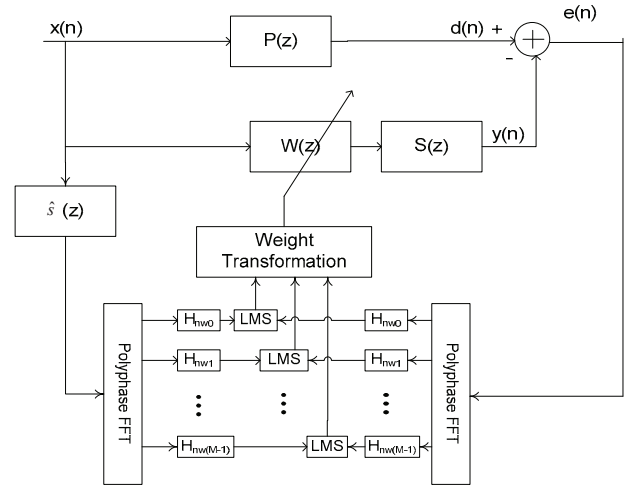 x(n)
P(z)
d(n) +
-
e(n)
W(z)
S(z)
y(n)
ŝ (z)
Weight
Transformation
Polyphase FFT
Hnw0
LMS
Hnw0
Hnw1
LMS
Hnw1
Hnw(M-1)
LMS
Hnw(M-1)
Polyphase FFT